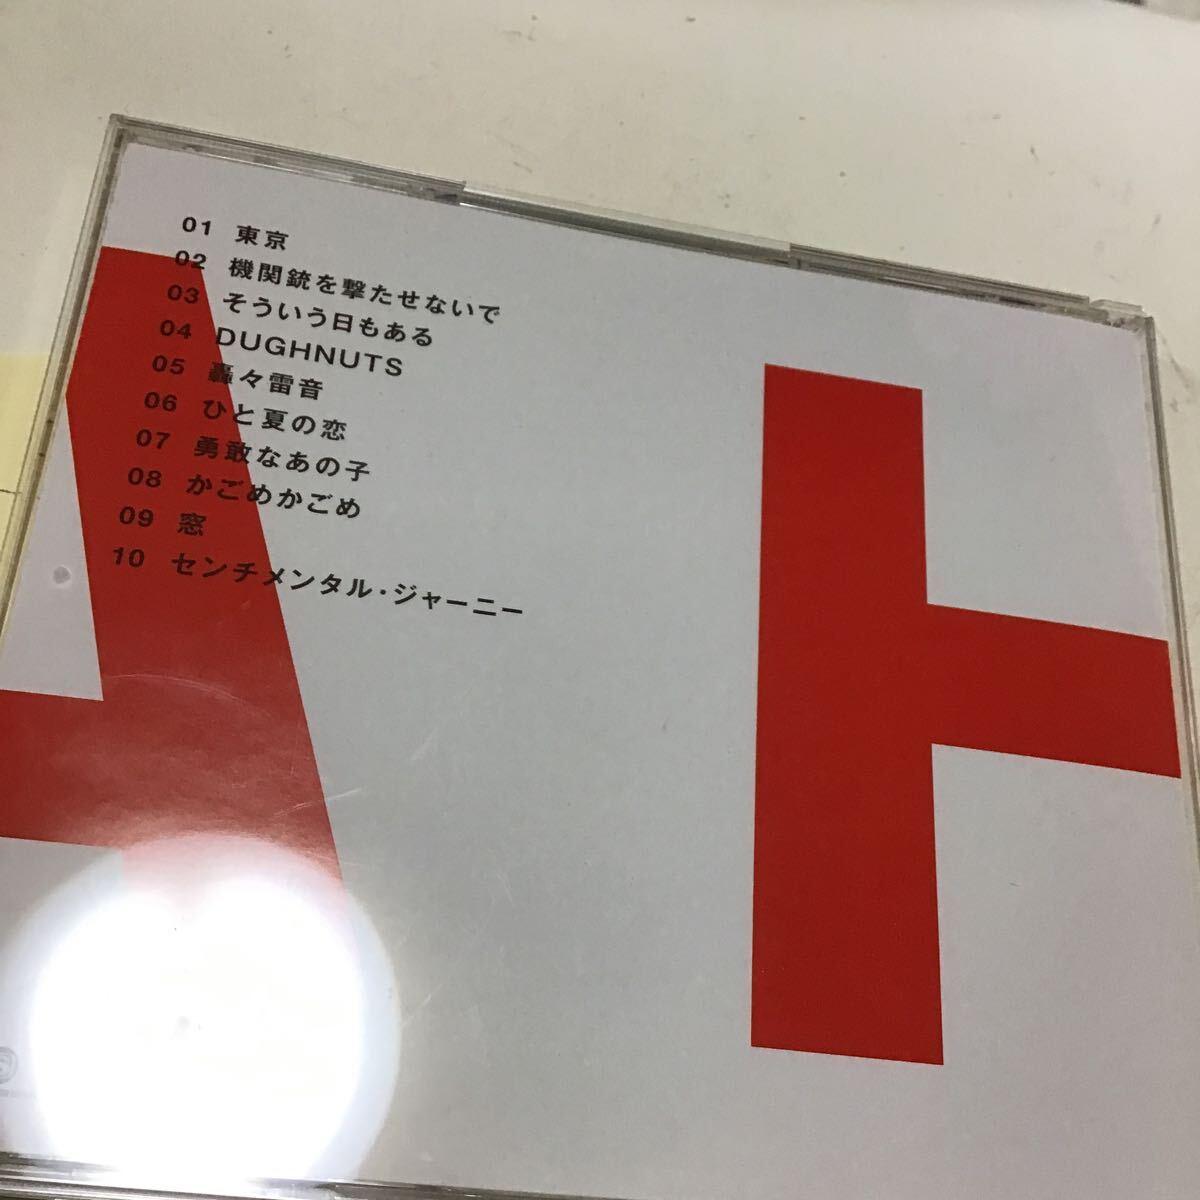 01 東京
02 機関銃を撃たせないで
03 そういう日もある
04 DUGHNUTS
05 轟々雷音
06 ひと夏の恋
07 勇敢なあの子
08 かごめかごめ
09 窓
10 センチメンタル・ジャーニー